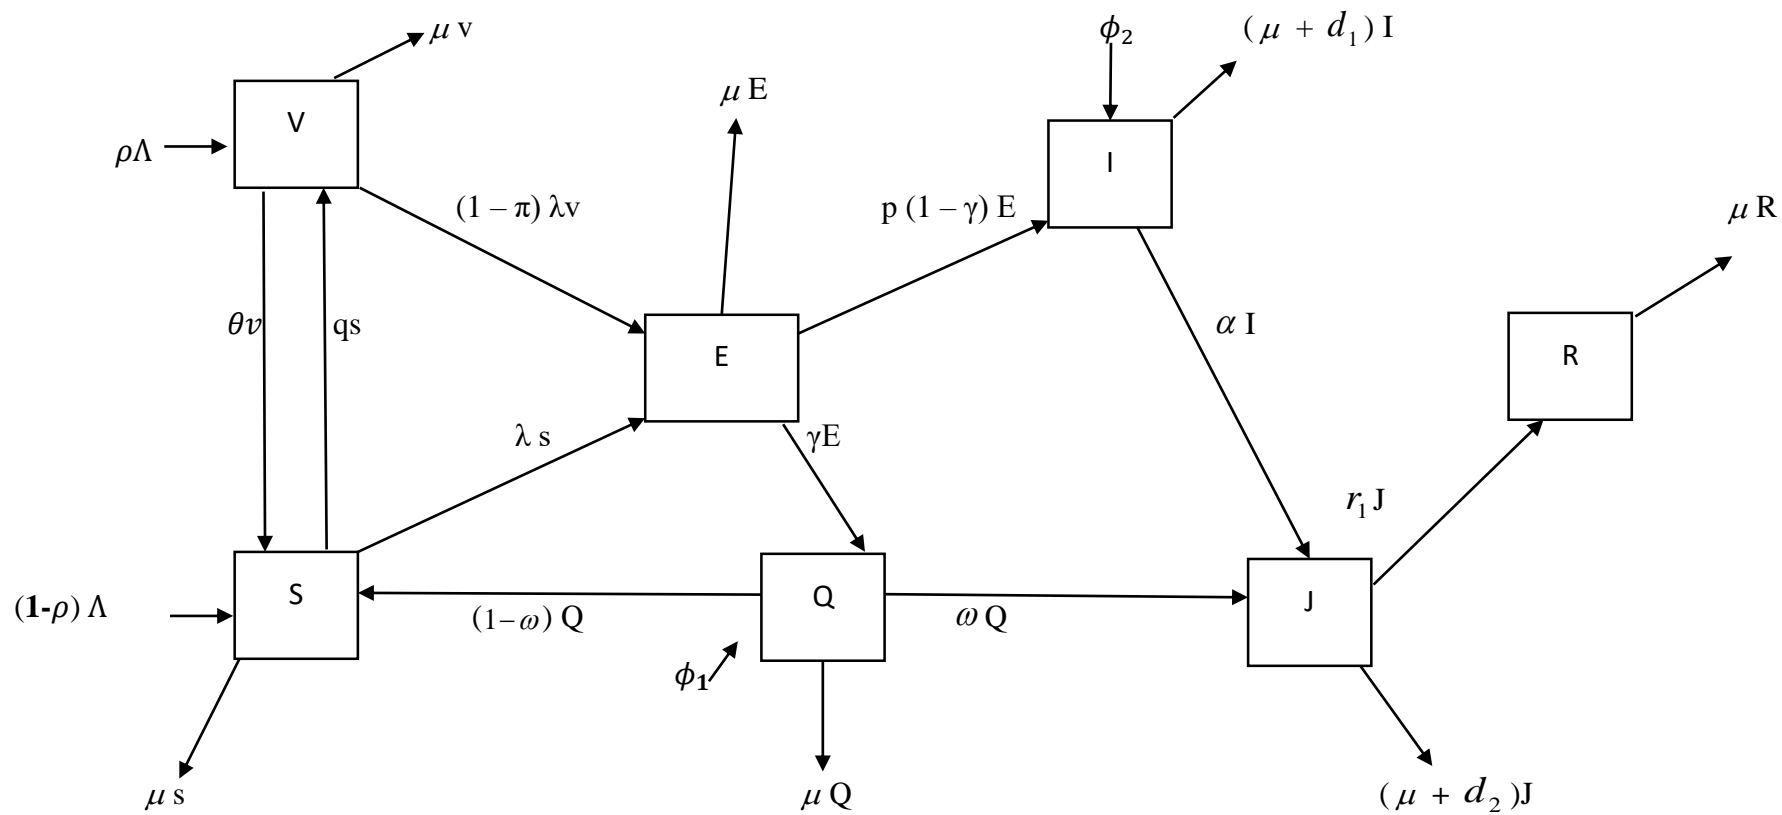 μ v
ϕ₂
(μ + d₁) I
μ E
V
ρΛ
I
(1 – π) λv
p (1 – γ) E
μ R
θv
qs
α I
E
R
λ s
γE
r₁ J
S
Q
J
(1-ρ) Λ
(1–ω) Q
ω Q
ϕ₁
μ s
μ Q
(μ + d₂)J